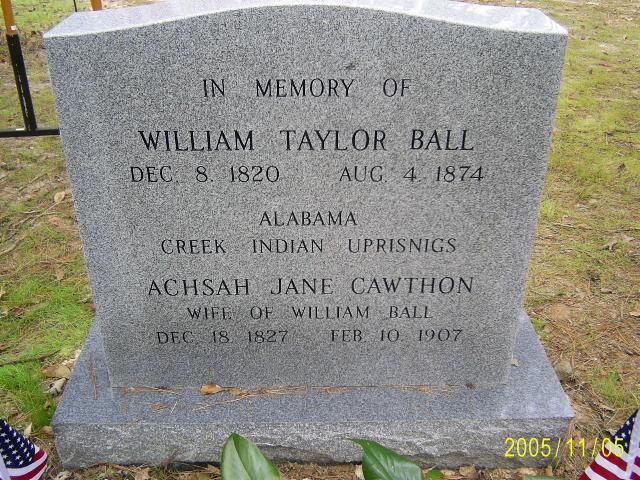 IN MEMORY OF
WILLIAM TAYLOR BALL
DEC. 8. 1820 AUG. 4. 1874
ALABAMA
CREEK INDIAN UPRISNIGS
ACHSAH JANE CAWTHON
WIFE OF WILLIAM BALL
DEC. 18. 1827 FEB. 10. 1907
2005/11/05